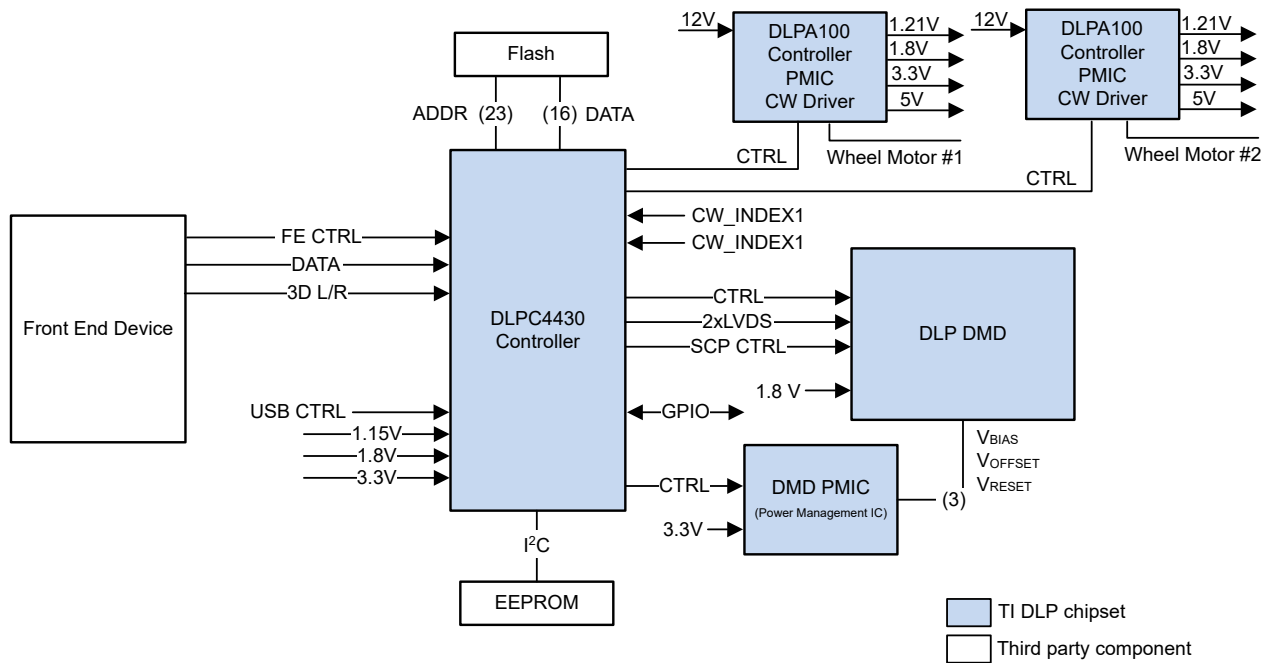 12V
DLPA100
Controller
PMIC
CW Driver
1.21V
1.8V
3.3V
5V
12V
DLPA100
Controller
PMIC
CW Driver
1.21V
1.8V
3.3V
5V
Flash
ADDR (23) (16) DATA
CTRL
Wheel Motor #1
CTRL
Wheel Motor #2
Front End Device
FE CTRL
DATA
3D L/R
DLPC4430
Controller
CW_INDEX1
CW_INDEX1
CTRL
2xLVDS
SCP CTRL
1.8 V
DLP DMD
USB CTRL
1.15V
1.8V
3.3V
GPIO
VBIAS
VOFFSET
VRESET
CTRL
3.3V
DMD PMIC
(Power Management IC)
(3)
I²C
EEPROM
TI DLP chipset
Third party component